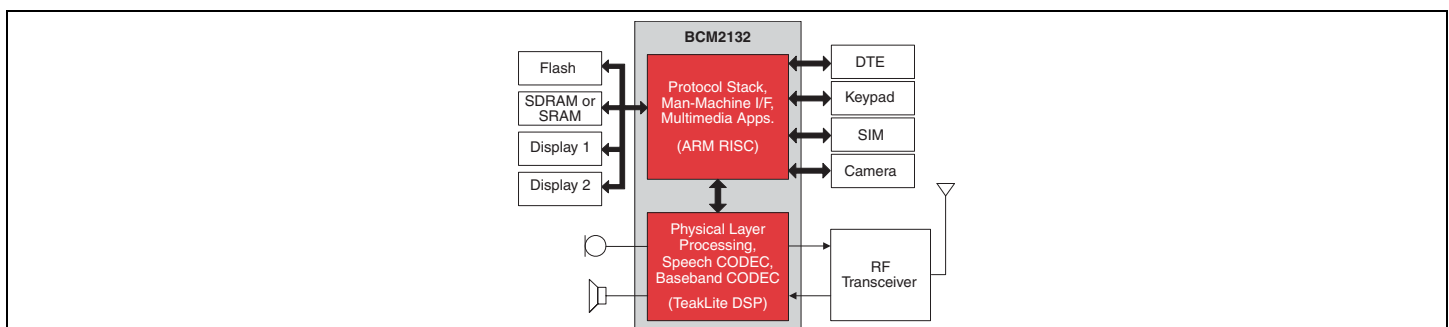 BCM2132
Flash
SDRAM or
SRAM
Display 1
Display 2
Protocol Stack,
Man-Machine I/F,
Multimedia Apps.
(ARM RISC)
DTE
Keypad
SIM
Camera
Physical Layer
Processing,
Speech CODEC,
Baseband CODEC
(TeakLite DSP)
RF
Transceiver